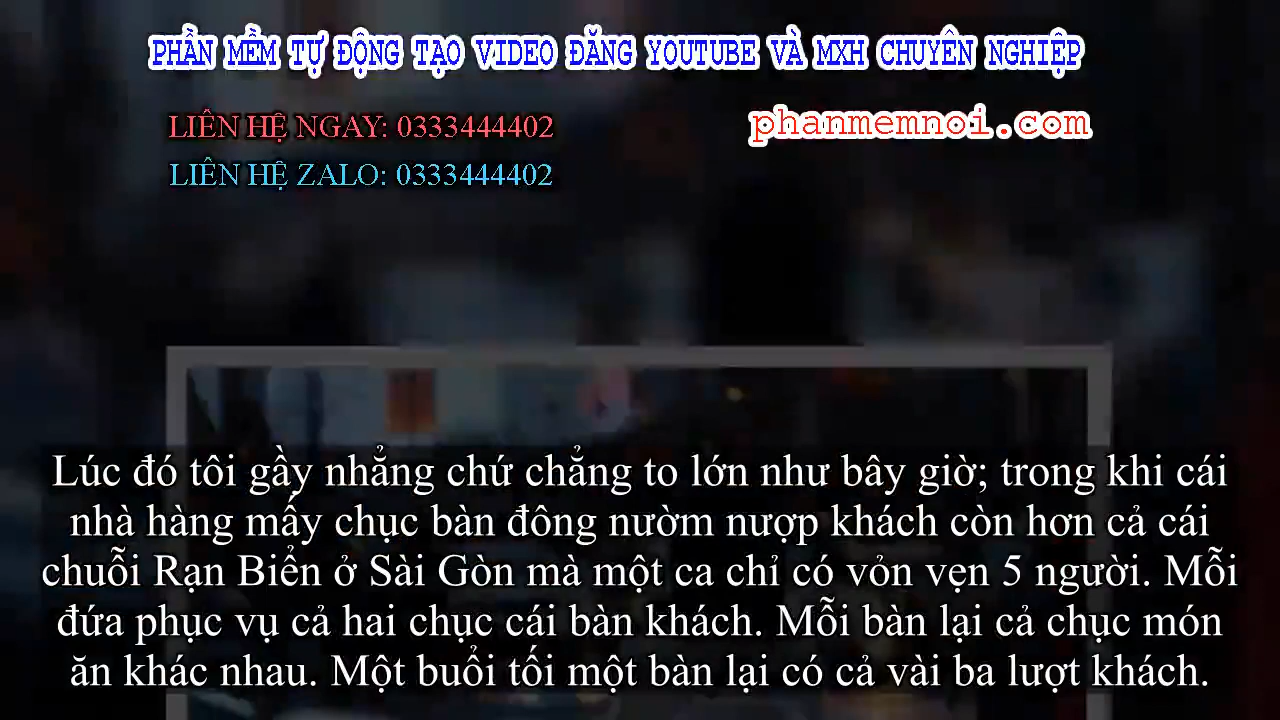 PHẦN MỀM TỰ ĐỘNG TẠO VIDEO ĐĂNG YOUTUBE VÀ MXH CHUYÊN NGHIỆP
LIÊN HỆ NGAY: 0333444402
phanmemnoi.com
LIÊN HỆ ZALO: 0333444402
Lúc đó tôi gầy nhẳng chứ chẳng to lớn như bây giờ; trong khi cái
nhà hàng mấy chục bàn đông nườm nượp khách còn hơn cả cái
chuỗi Rạn Biển ở Sài Gòn mà một ca chỉ có vỏn vẹn 5 người. Mỗi
đứa phục vụ cả hai chục cái bàn khách. Mỗi bàn lại cả chục món
ăn khác nhau. Một buổi tối một bàn lại có cả vài ba lượt khách.